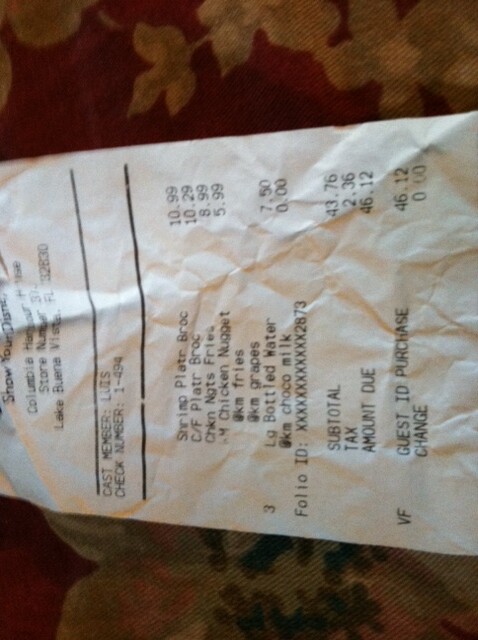 Show Your
Columbia Harbour
Store Number
Lake Buena Vista, FL 32830
CAST MEMBER: LUIS
CHECK NUMBER: 1-494
Shrimp Platr Broc 10.99
C/F Platr Broc 10.29
Chkn Ngts Fries 8.99
M Chicken Nugget 5.99
@km fries
@km grapes
3 Lg Bottled Water 7.50
@km choco milk 0.00
Folio ID: XXXXXXXXXXXX2873
SUBTOTAL 43.76
TAX 2.36
AMOUNT DUE 46.12
VF GUEST ID PURCHASE 46.12
CHANGE 0.00